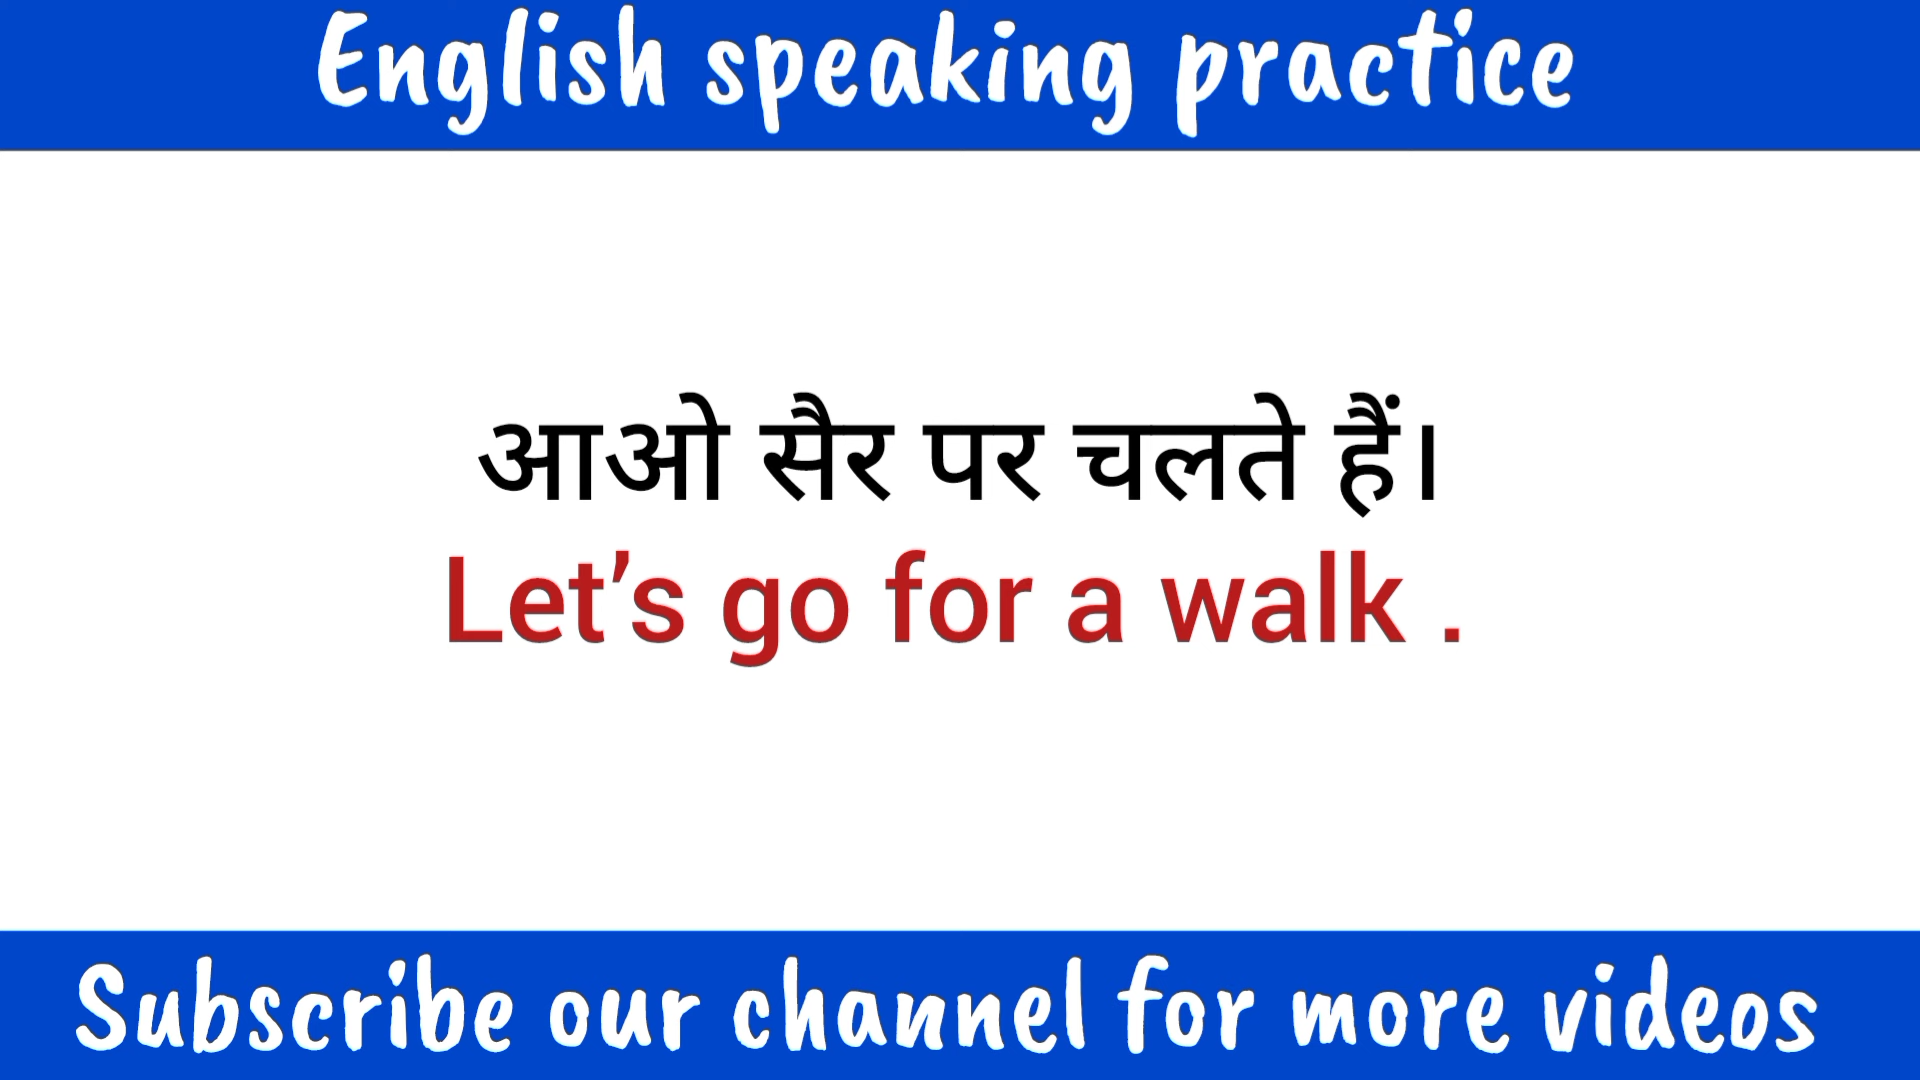 English speaking practice
आओ सैर पर चलते हैं।
Let's go for a walk .
Subscribe our channel for more videos